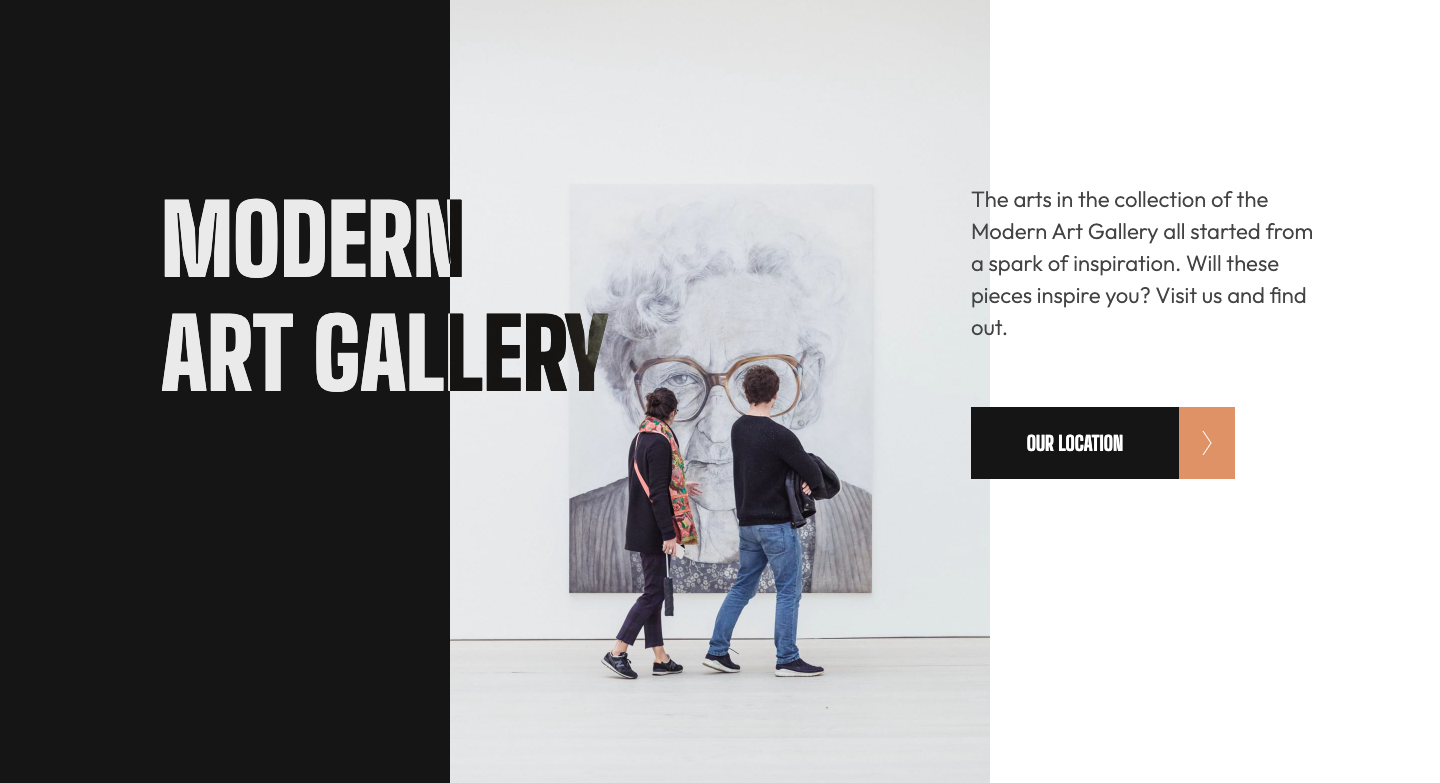 MODERN
ART GALLERY
The arts in the collection of the
Modern Art Gallery all started from
a spark of inspiration. Will these
pieces inspire you? Visit us and find
out.
OUR LOCATION